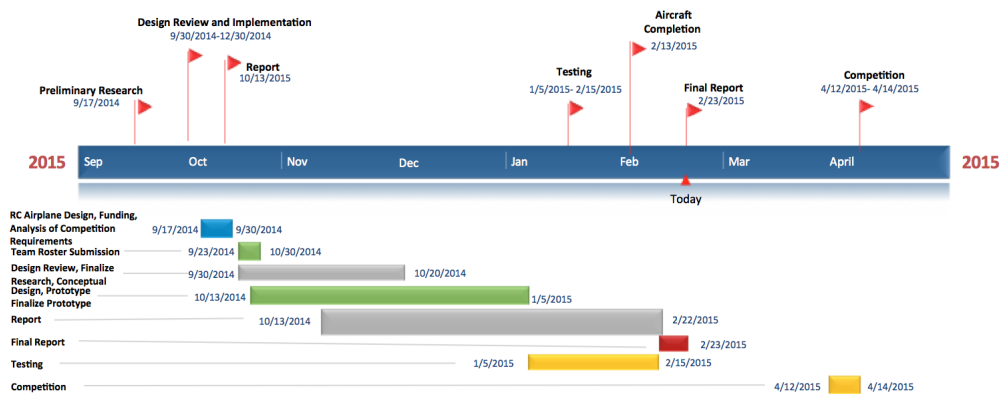 Design Review and Implementation
9/30/2014-12/30/2014
Report
10/13/2015
Preliminary Research
9/17/2014
Testing
1/5/2015- 2/15/2015
Aircraft
Completion
2/13/2015
Final Report
2/23/2015
Competition
4/12/2015- 4/14/2015
2015 Sep Oct Nov Dec Jan Feb Mar April 2015
Today
RC Airplane Design, Funding,
Analysis of Competition 9/17/2014 9/30/2014
Requirements
Team Roster Submission 9/23/2014 10/30/2014
Design Review, Finalize 9/30/2014 10/20/2014
Research, Conceptual
Design, Prototype
Finalize Prototype 10/13/2014 1/5/2015
Report 10/13/2014 2/22/2015
Final Report 2/23/2015
Testing 1/5/2015 2/15/2015
Competition 4/12/2015 4/14/2015